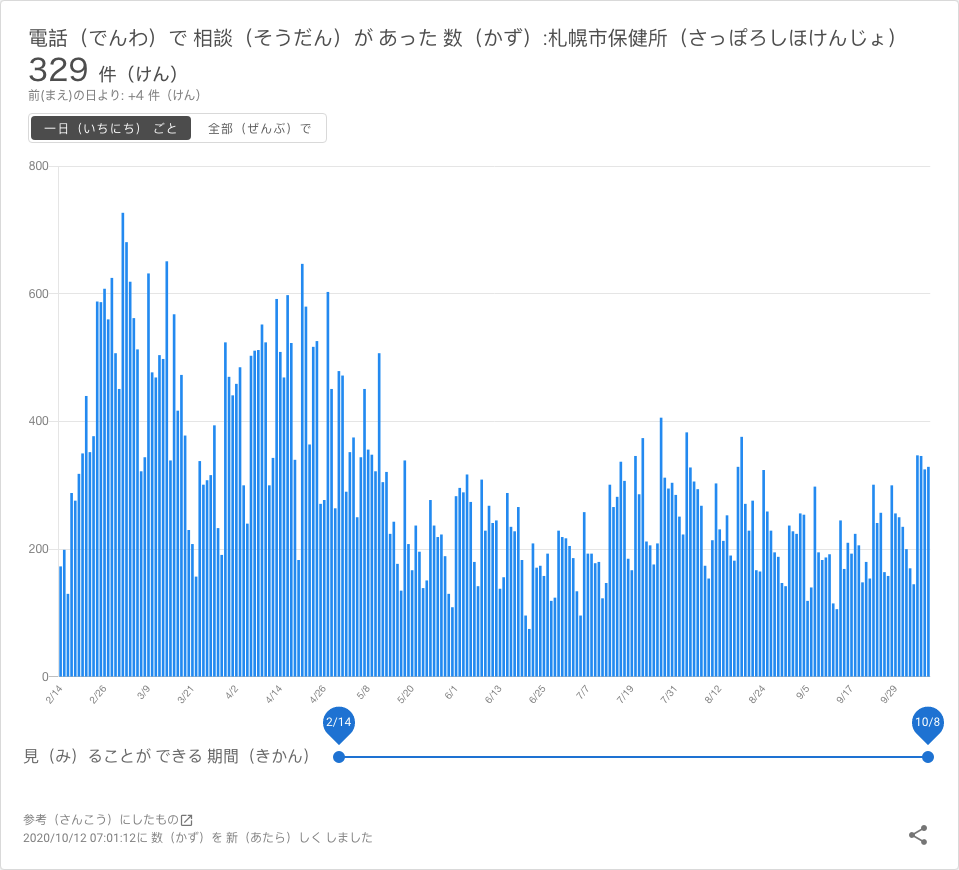 電話（でんわ）で 相談（そうだん）が あった 数（かず）:札幌市保健所（さっぽろしほけんじょ）
329 件（けん）
前(まえ)の日より: +4 件（けん）
一日（いちにち） ごと 全部（ぜんぶ）で
800
600
400
200
0
2/14 2/26 3/9 3/21 4/2 4/14 4/26 5/8 5/20 6/1 6/13 6/25 7/7 7/19 7/31 8/12 8/24 9/5 9/17 9/29
2/14 10/8
見（み）ることが できる 期間（きかん）
参考（さんこう）にしたもの
2020/10/12 07:01:12に 数（かず）を 新（あたら）しく しました